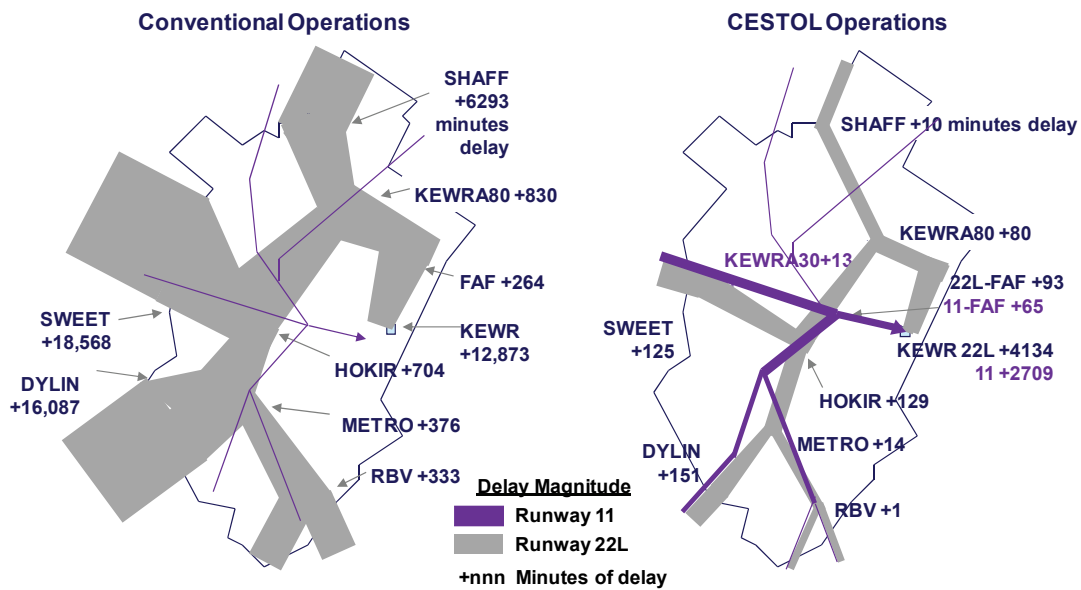 Conventional Operations
SHAFF
+6293
minutes
delay
KEWRA80 +830
FAF +264
KEWR
+12,873
SWEET
+18,568
HOKIR +704
DYLIN
+16,087
METRO +376
RBV +333
CESTOL Operations
SHAFF +10 minutes delay
KEWRA80 +80
KEWRA30+13
22L-FAF +93
11-FAF +65
SWEET
+125
KEWR 22L +4134
11 +2709
HOKIR +129
METRO +14
DYLIN
+151
RBV +1
Delay Magnitude
Runway 11
Runway 22L
+nnn Minutes of delay